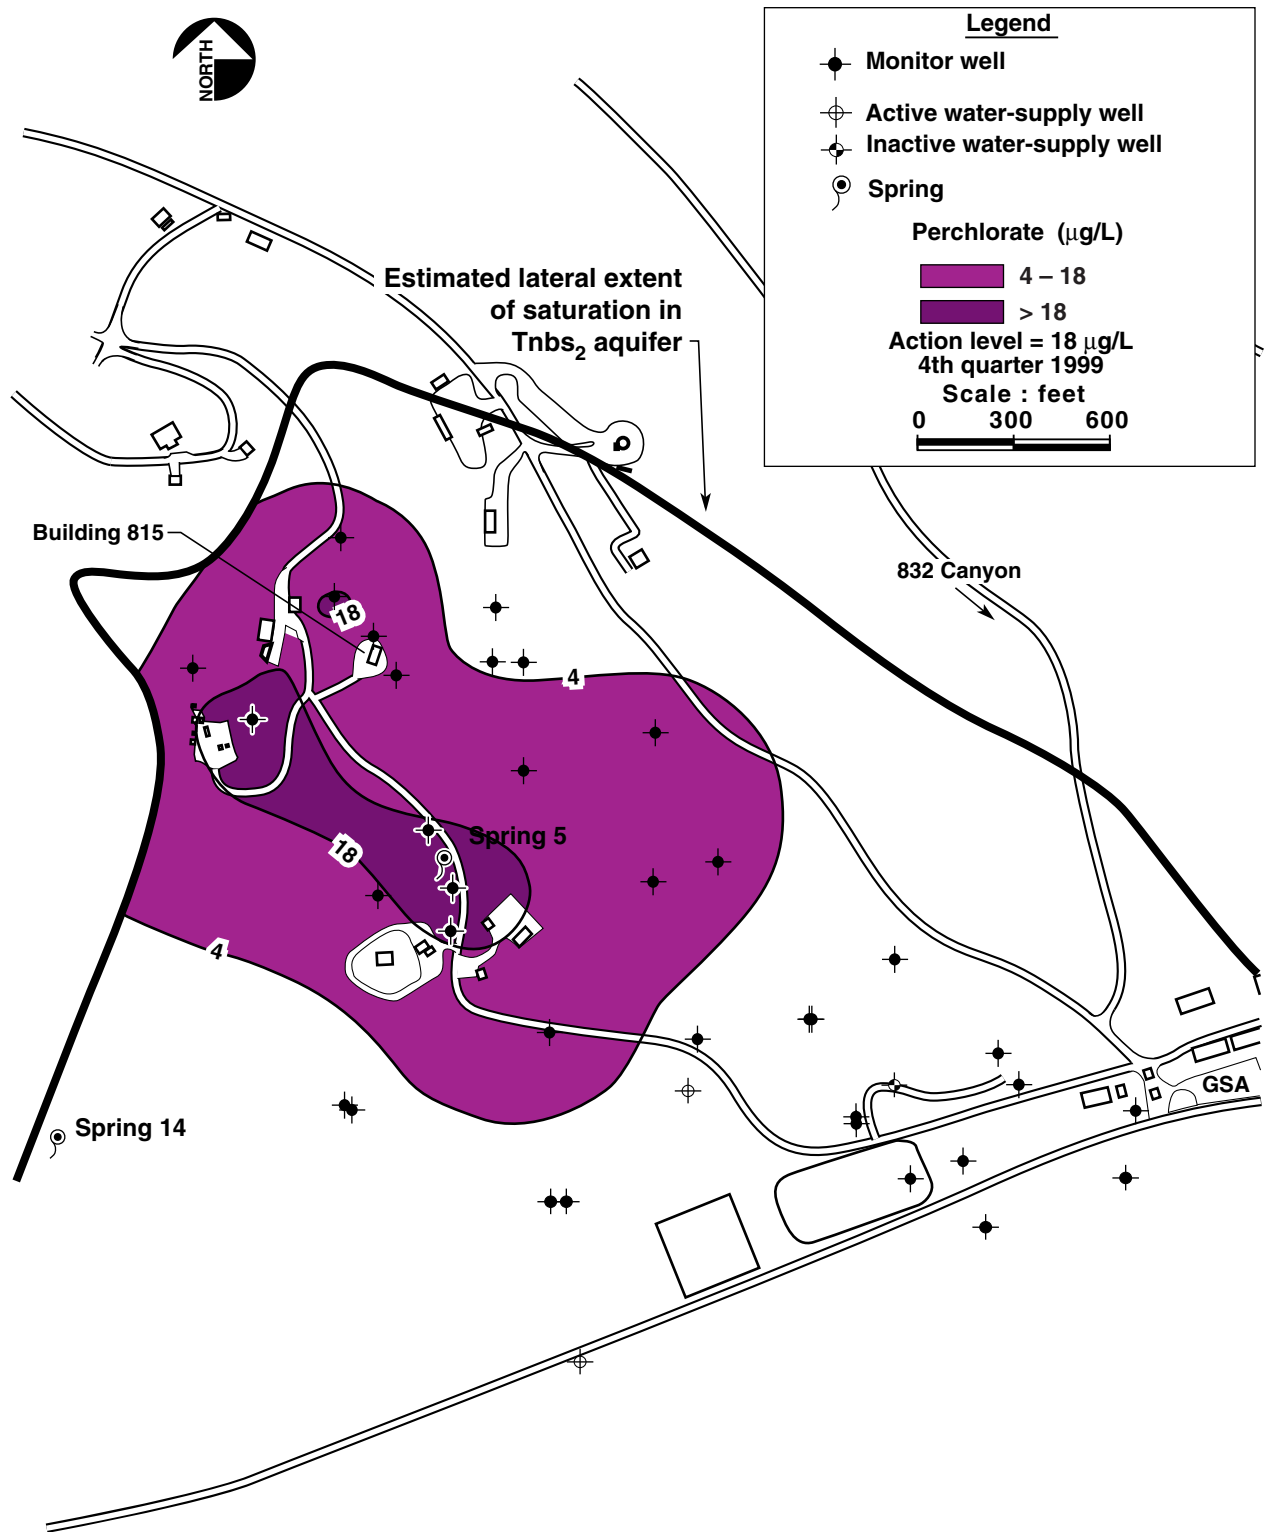 NORTH
Legend
Monitor well
Active water-supply well
Inactive water-supply well
Spring
Perchlorate (µg/L)
4 – 18
> 18
Action level = 18 µg/L
4th quarter 1999
Scale : feet
0 300 600
Estimated lateral extent
of saturation in
Tnbs₂ aquifer
Building 815
832 Canyon
18
4
Spring 5
18
4
GSA
Spring 14